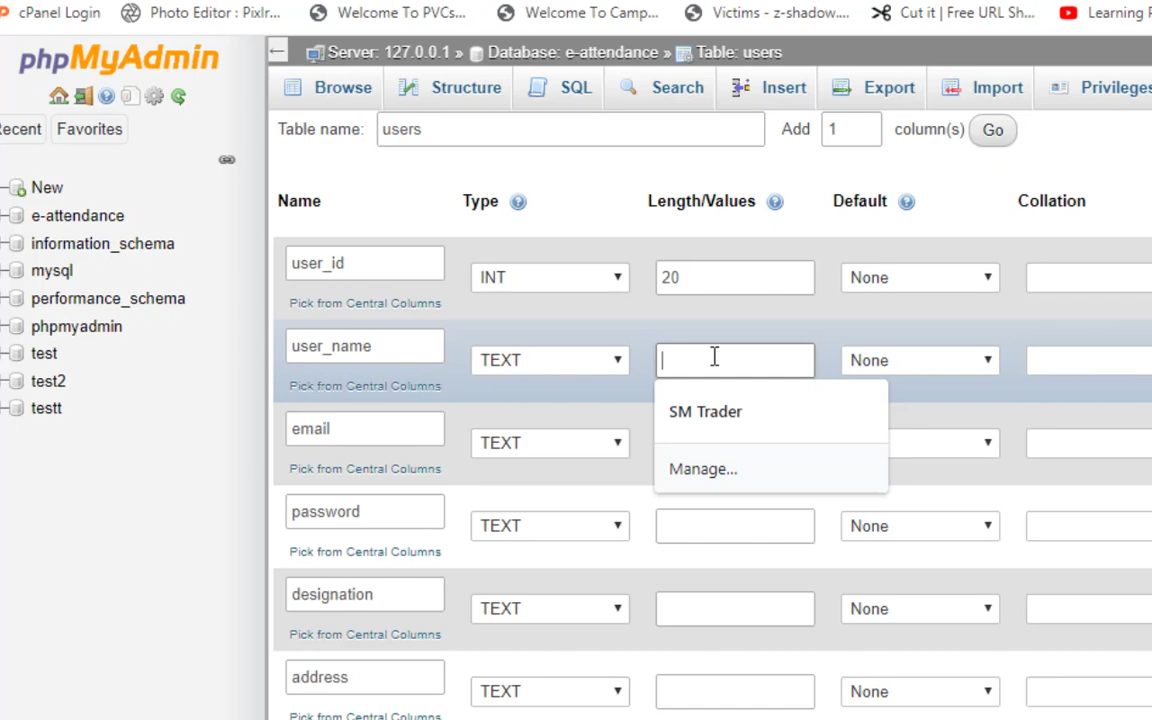 cPanel Login Photo Editor : Pixlr... Welcome To PVCs... Welcome To Camp... Victims - z-shadow.... Cut it | Free URL Sh... Learning
phpMyAdmin
Recent Favorites
New
e-attendance
information_schema
mysql
performance_schema
phpmyadmin
test
test2
testt
Server: 127.0.0.1 » Database: e-attendance » Table: users
Browse Structure SQL Search Insert Export Import Privileges
Table name: users Add 1 column(s) Go
Name Type Length/Values Default Collation
user_id INT 20 None
Pick from Central Columns
user_name TEXT None
Pick from Central Columns
SM Trader
Manage...
email TEXT
Pick from Central Columns
password TEXT None
Pick from Central Columns
designation TEXT None
Pick from Central Columns
address TEXT None
Pick from Central Columns